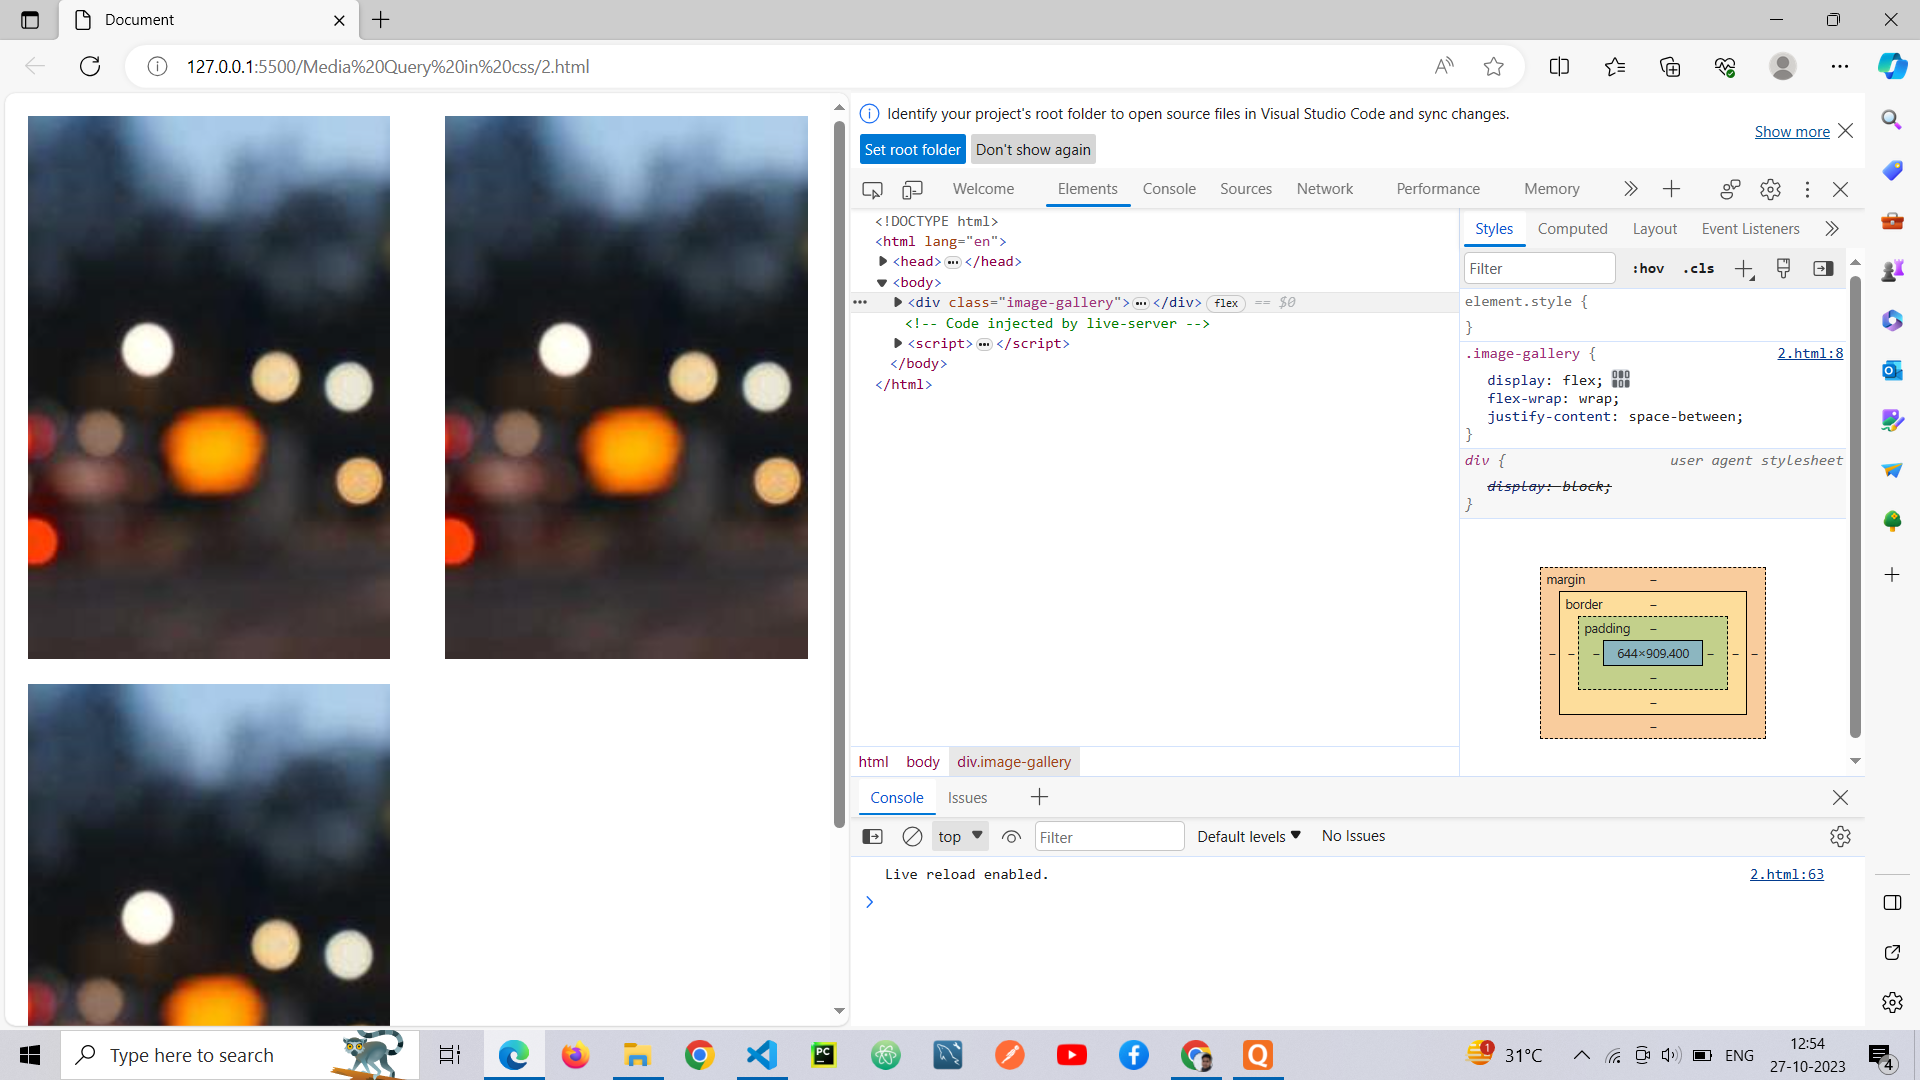 Document
127.0.0.1:5500/Media%20Query%20in%20css/2.html
Identify your project's root folder to open source files in Visual Studio Code and sync changes.
Show more
Set root folder Don't show again
Welcome Elements Console Sources Network Performance Memory
<!DOCTYPE html>
<html lang="en">
<head>…</head>
<body>
<div class="image-gallery">…</div> flex == $0
<!-- Code injected by live-server -->
<script>…</script>
</body>
</html>
html body div.image-gallery
Styles Computed Layout Event Listeners
Filter :hov .cls
element.style {
}
.image-gallery { 2.html:8
display: flex;
flex-wrap: wrap;
justify-content: space-between;
}
div { user agent stylesheet
display: block;
}
margin –
border –
padding –
– – – 644×909.400 – – –
–
–
–
Console Issues
top Filter Default levels No Issues
Live reload enabled. 2.html:63
Type here to search
PC
Q
1
31°C
ENG
12:54
27-10-2023
4